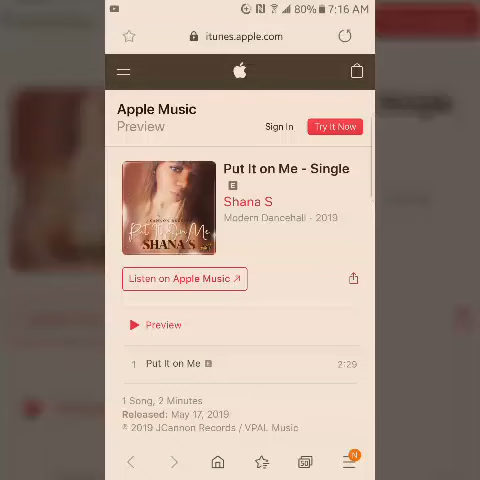 80% 7:16 AM
itunes.apple.com
Apple Music
Preview
Sign In
Try It Now
Put It on Me - Single
E
Shana S
Modern Dancehall - 2019
Put It on Me
SHANA S
Listen on Apple Music ↗
Preview
1 Put It on Me E 2:29
1 Song, 2 Minutes
Released: May 17, 2019
℗ 2019 JCannon Records / VPAL Music
50
N